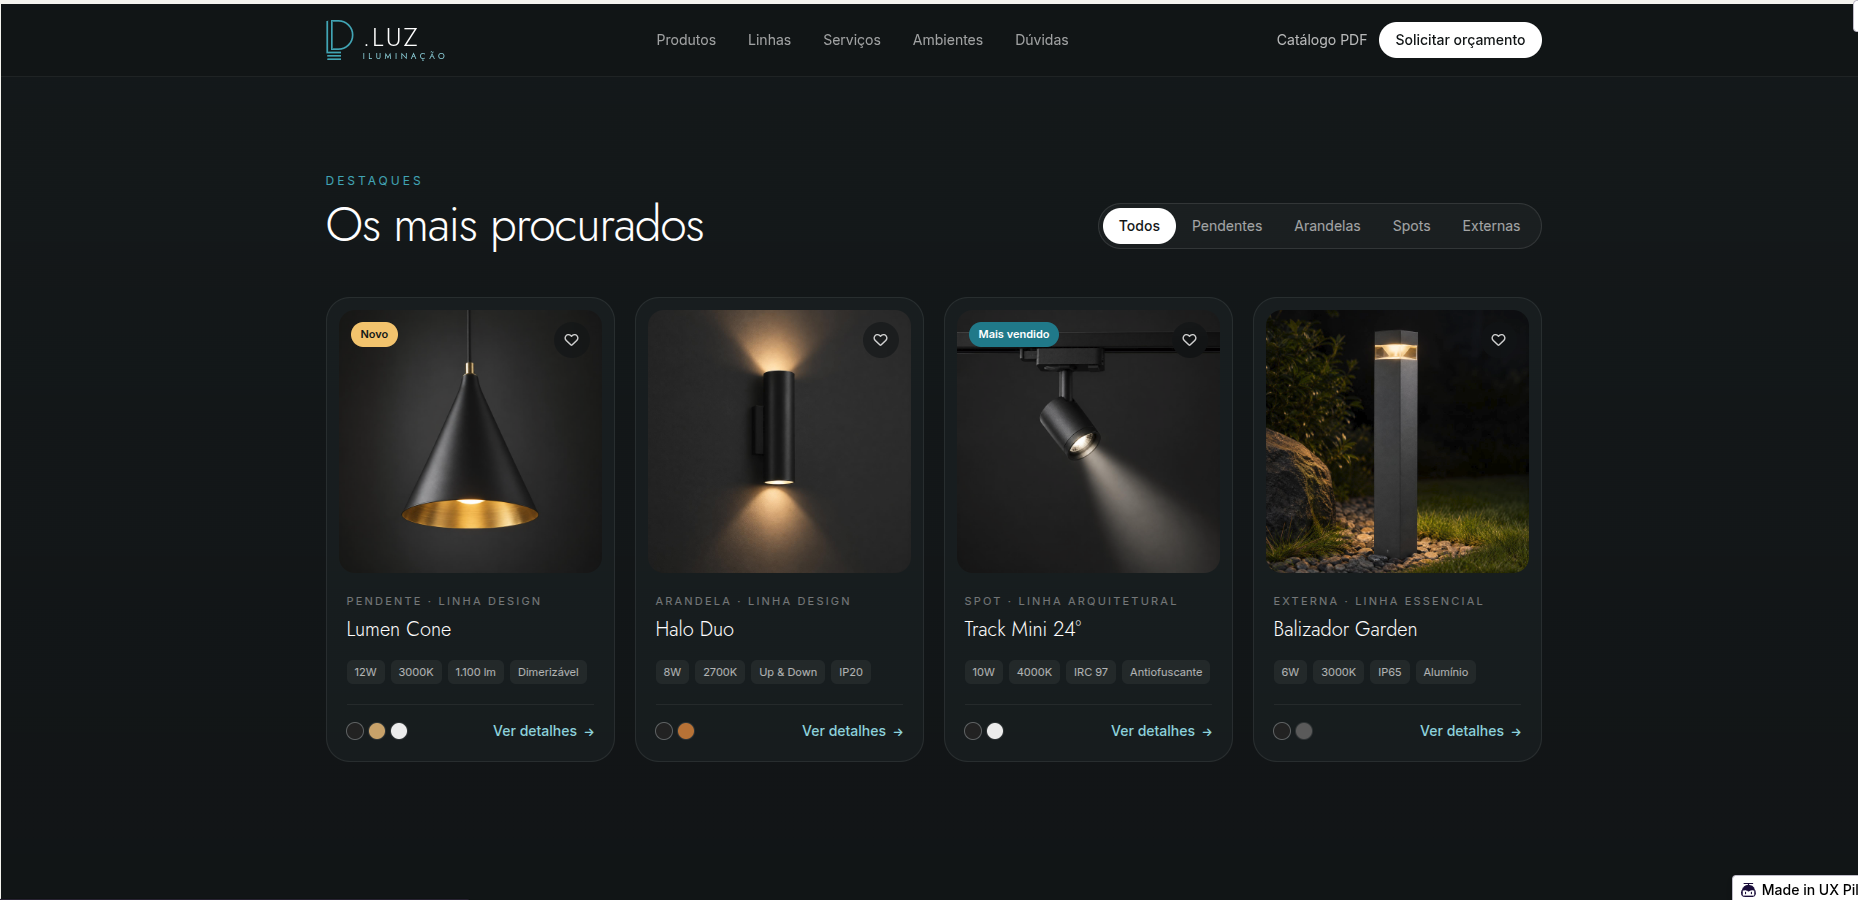 D.LUZ
ILUMINAÇÃO
Produtos
Linhas
Serviços
Ambientes
Dúvidas
Catálogo PDF
Solicitar orçamento
DESTAQUES
Os mais procurados
Todos
Pendentes
Arandelas
Spots
Externas
Novo
PENDENTE · LINHA DESIGN
Lumen Cone
12W
3000K
1.100 lm
Dimerizável
Ver detalhes →
ARANDELA · LINHA DESIGN
Halo Duo
8W
2700K
Up & Down
IP20
Ver detalhes →
Mais vendido
SPOT · LINHA ARQUITETURAL
Track Mini 24°
10W
4000K
IRC 97
Antiofuscante
Ver detalhes →
EXTERNA · LINHA ESSENCIAL
Balizador Garden
6W
3000K
IP65
Alumínio
Ver detalhes →
Made in UX Pil